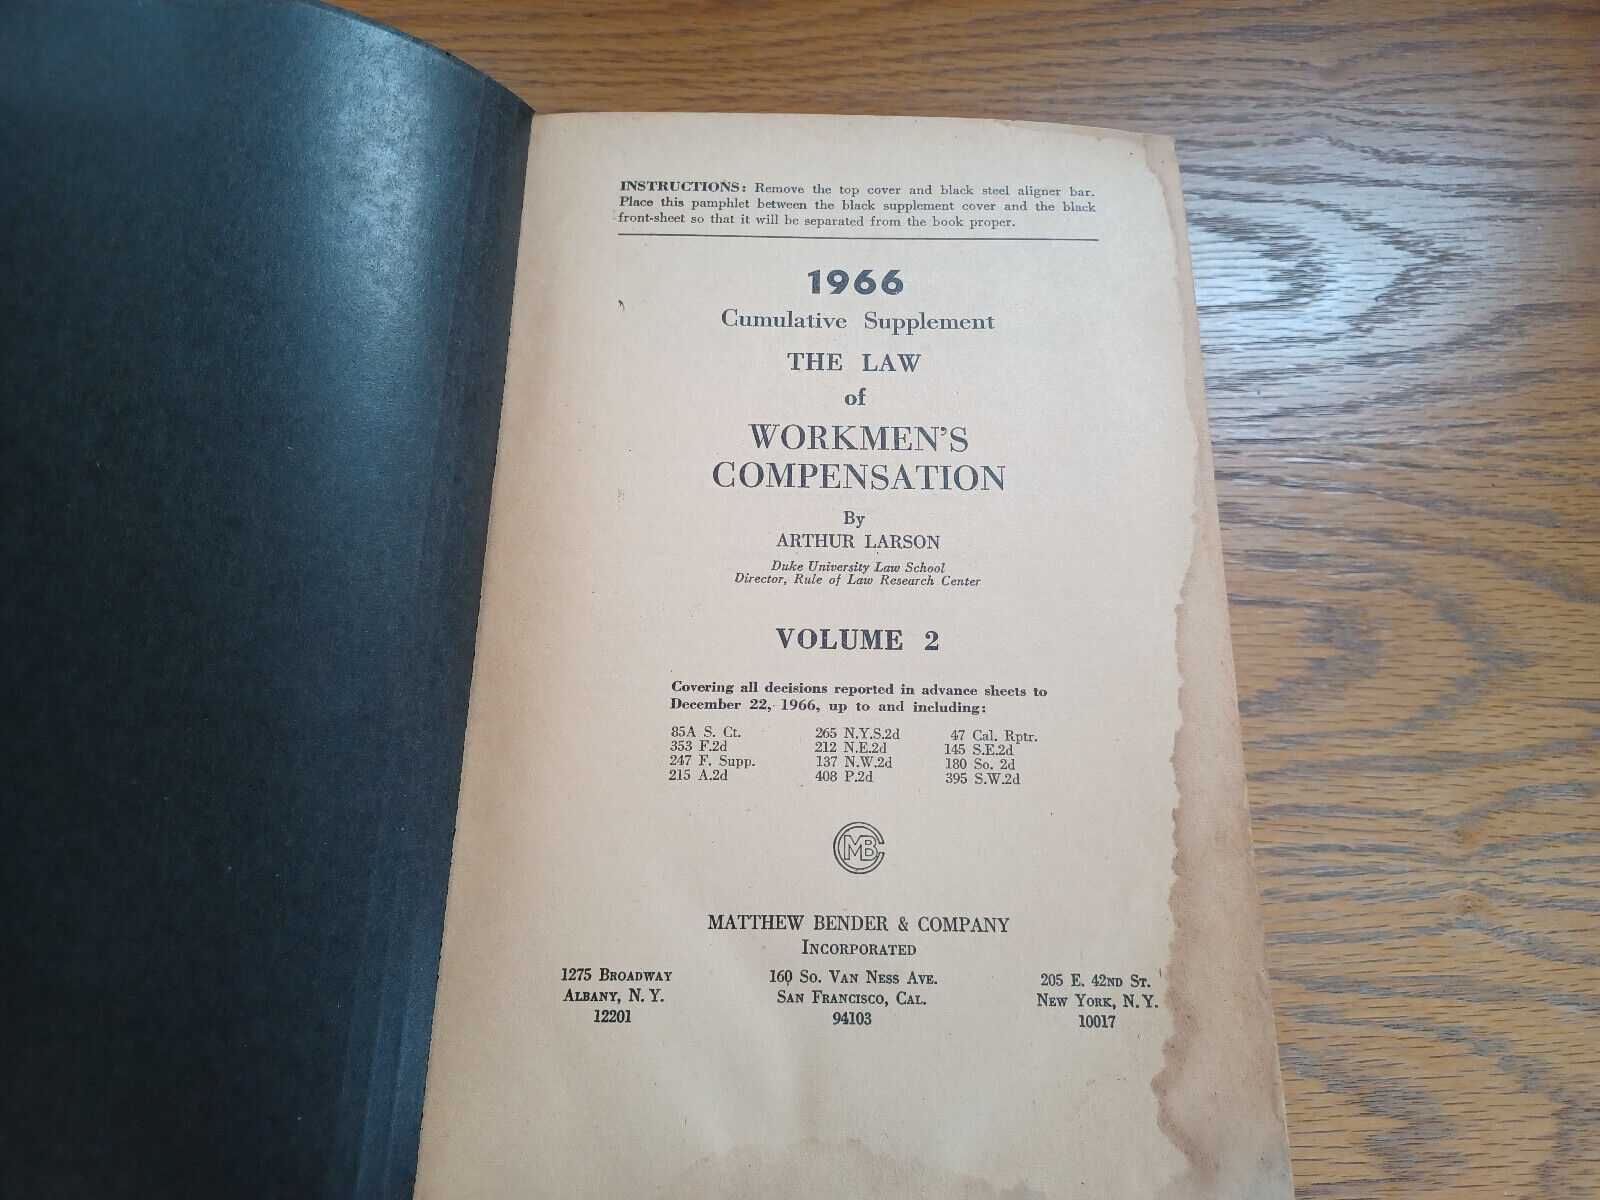 INSTRUCTIONS: Remove the top cover and black steel aligner bar.
Place this pamphlet between the black supplement cover and the black
front-sheet so that it will be separated from the book proper.
1966
Cumulative Supplement
THE LAW
of
WORKMEN'S
COMPENSATION
By
ARTHUR LARSON
Duke University Law School
Director, Rule of Law Research Center
VOLUME 2
Covering all decisions reported in advance sheets to
December 22, 1966, up to and including:
85A S. Ct. 265 N.Y.S.2d 47 Cal. Rptr.
353 F.2d 212 N.E.2d 145 S.E.2d
247 F. Supp. 137 N.W.2d 180 So. 2d
215 A.2d 408 P.2d 395 S.W.2d
CMB
MATTHEW BENDER & COMPANY
INCORPORATED
1275 BROADWAY 160 SO. VAN NESS AVE. 205 E. 42ND ST.
ALBANY, N. Y. SAN FRANCISCO, CAL. NEW YORK, N. Y.
12201 94103 10017